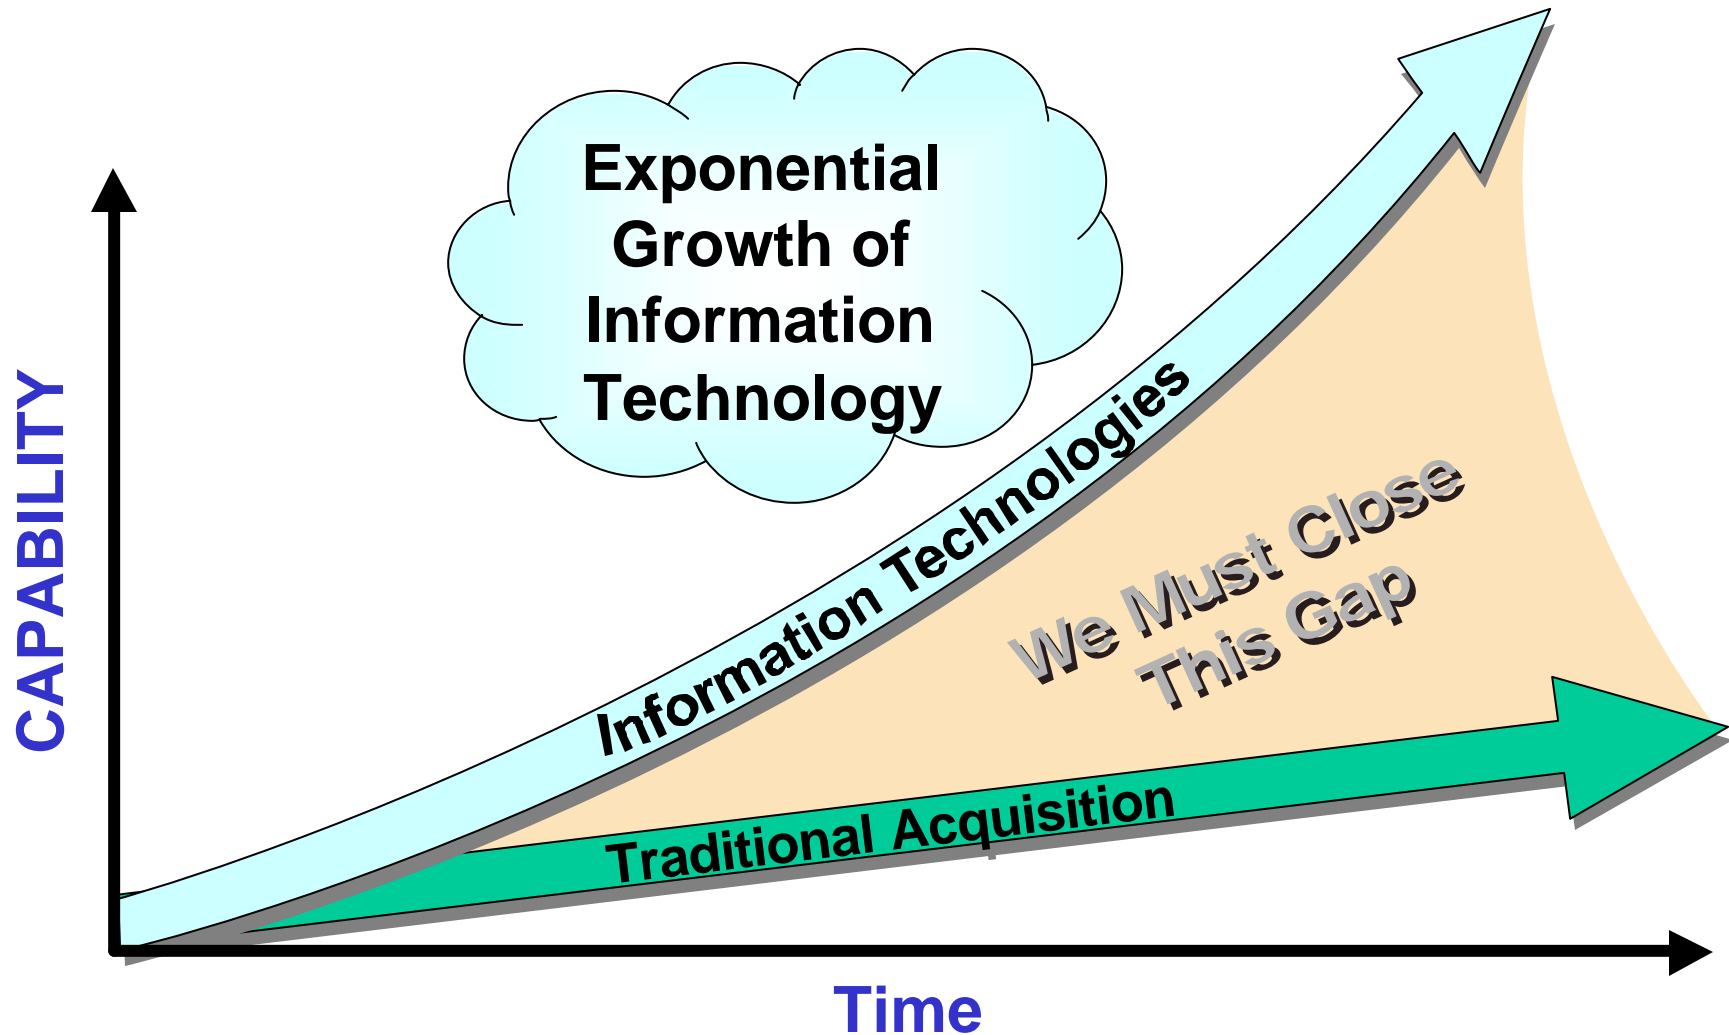 Exponential
Growth of
Information
Technology
CAPABILITY
Information Technologies
We Must Close
This Gap
Traditional Acquisition
Time